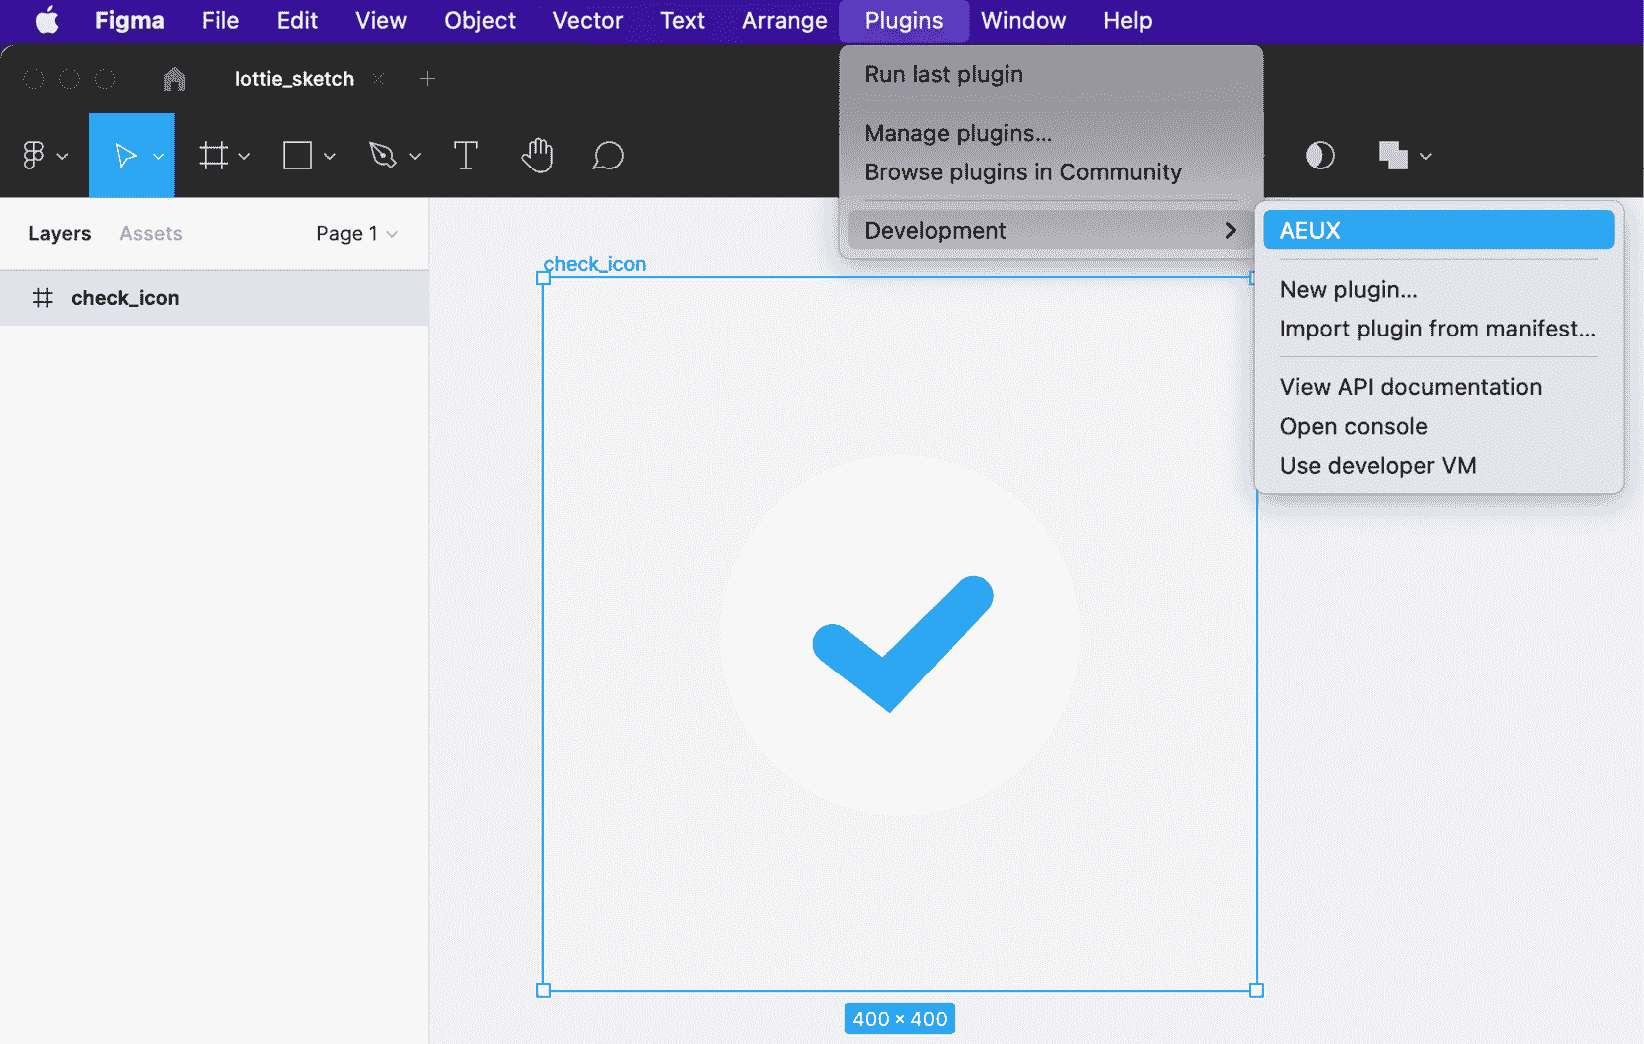 Figma File Edit View Object Vector Text Arrange Plugins Window Help
lottie_sketch
Run last plugin
Manage plugins...
Browse plugins in Community
Development
AEUX
New plugin...
Import plugin from manifest...
View API documentation
Open console
Use developer VM
Layers Assets Page 1
check_icon
check_icon
400 × 400